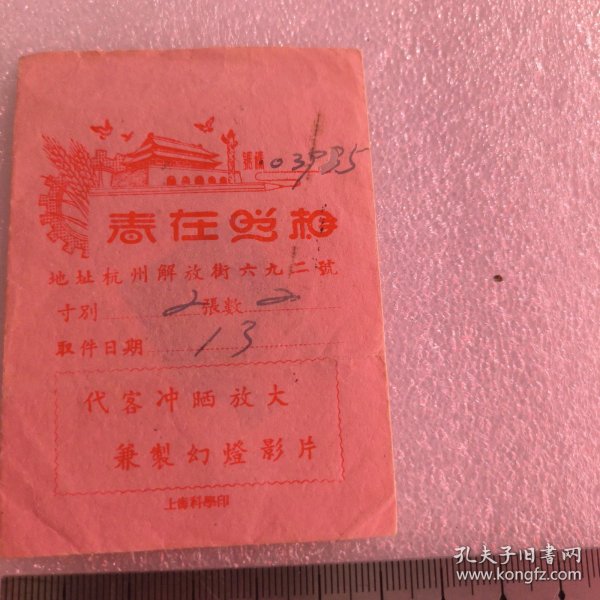 號碼 03985
春在照相
地址杭州解放街六九二號
寸別 2 張數 2
取件日期 13
代客冲晒放大
兼製幻燈影片
上海科學印
孔夫子旧书网
www.kongfz.com